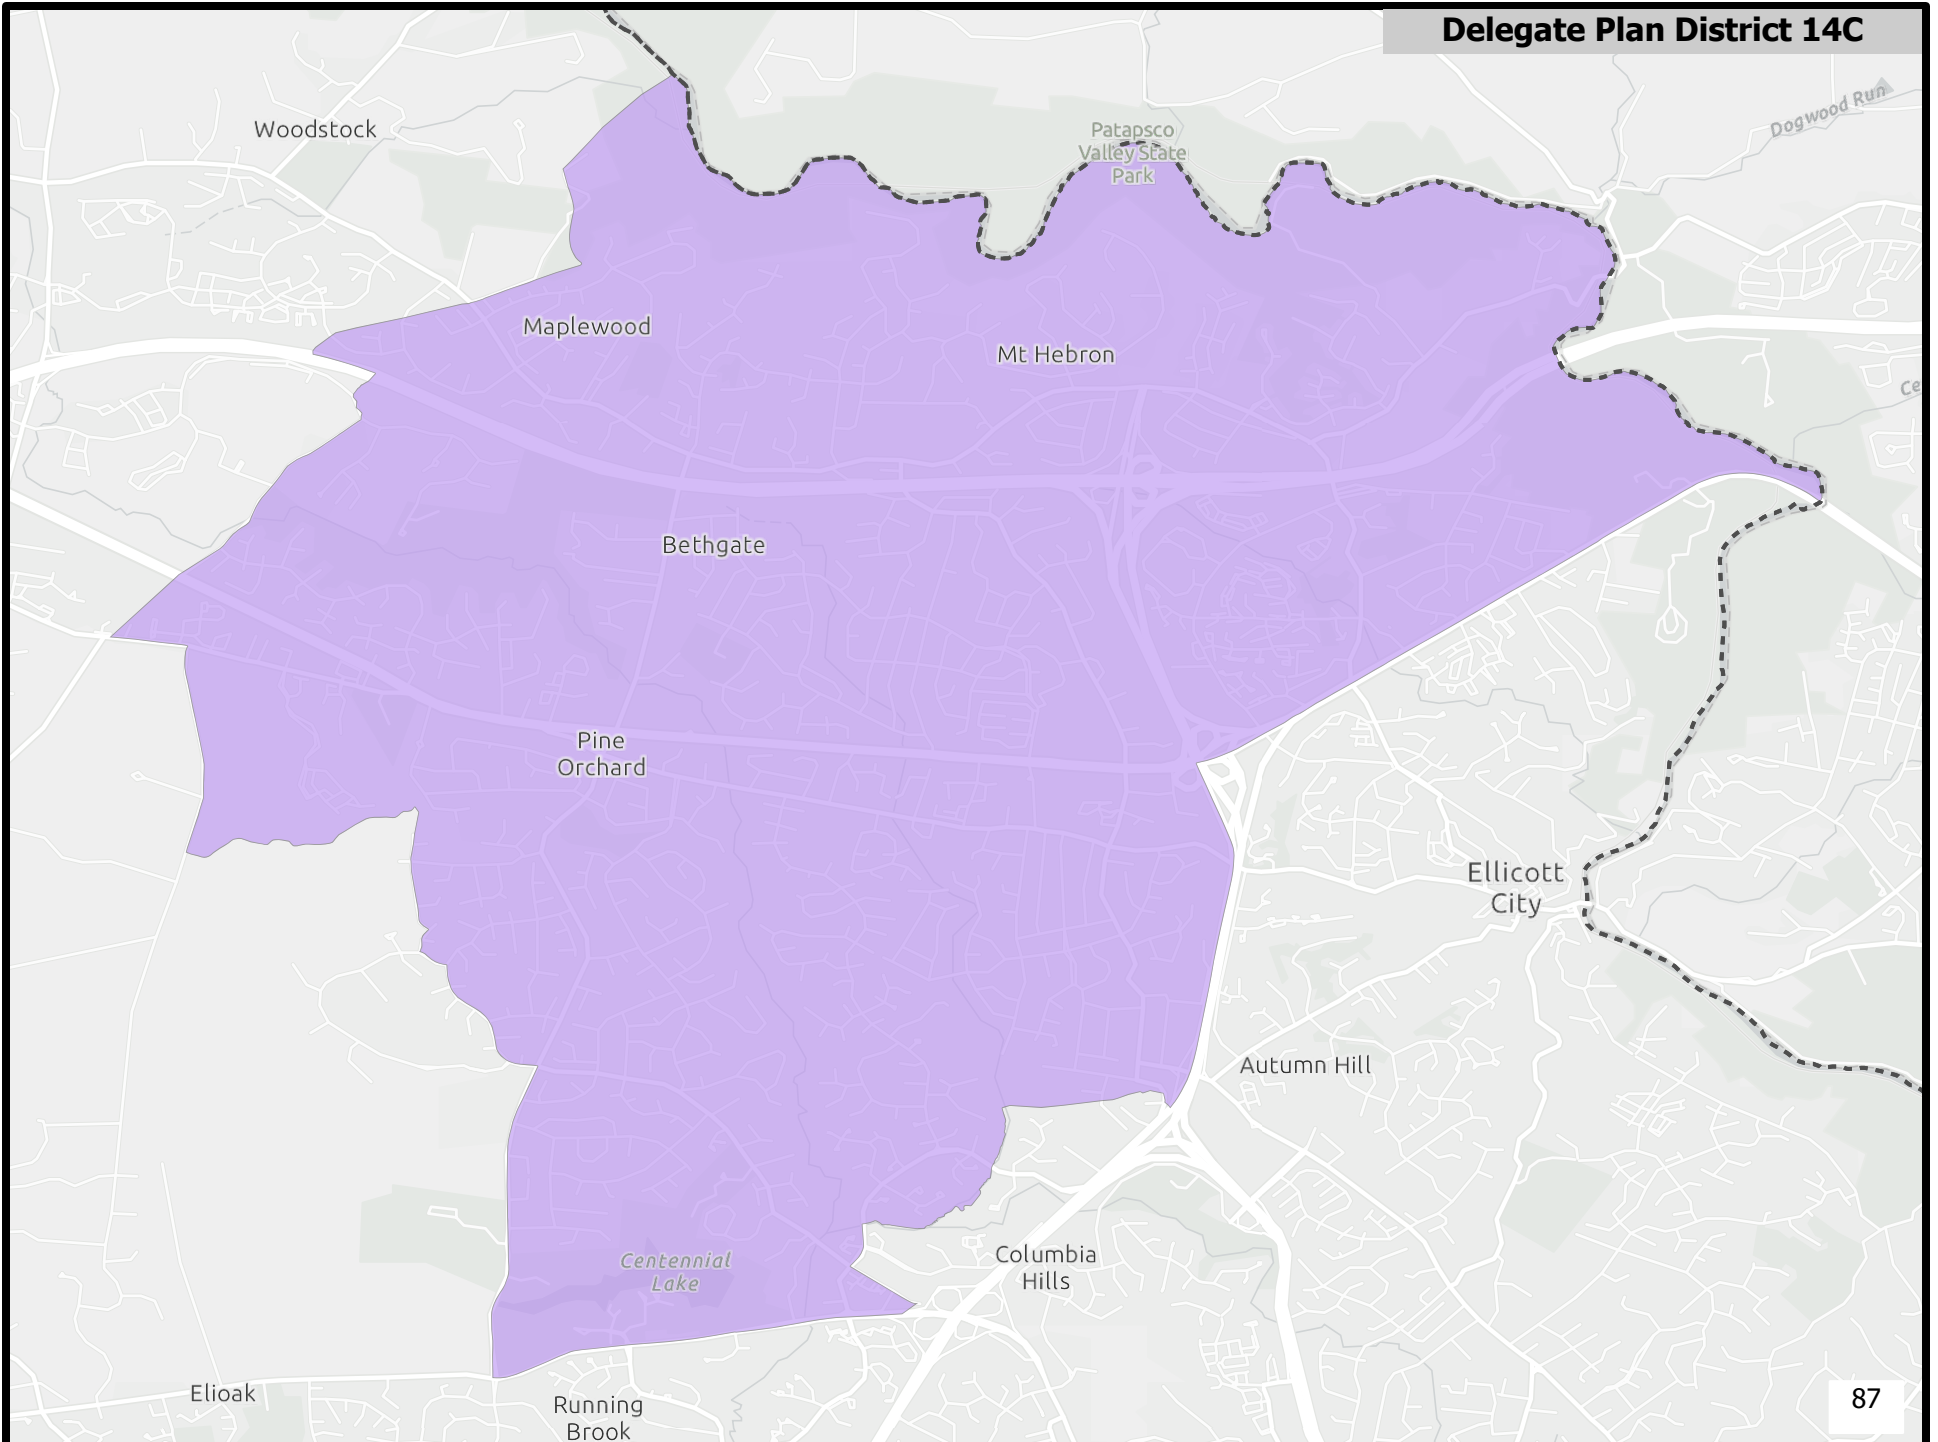 Delegate Plan District 14C
Woodstock
Dogwood Run
Patapsco
Valley State
Park
Maplewood
Mt Hebron
Ce
Bethgate
Pine
Orchard
Ellicott
City
Autumn Hill
Centennial
Lake
Columbia
Hills
Elioak
Running
Brook
87